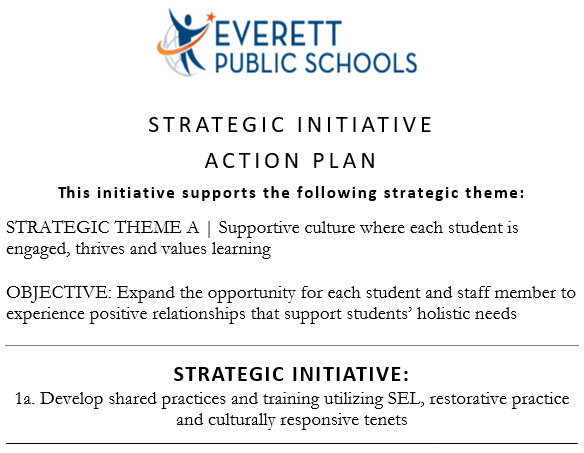 EVERETT
PUBLIC SCHOOLS
STRATEGIC INITIATIVE
ACTION PLAN
This initiative supports the following strategic theme:
STRATEGIC THEME A | Supportive culture where each student is
engaged, thrives and values learning
OBJECTIVE: Expand the opportunity for each student and staff member to
experience positive relationships that support students’ holistic needs
STRATEGIC INITIATIVE:
1a. Develop shared practices and training utilizing SEL, restorative practice
and culturally responsive tenets